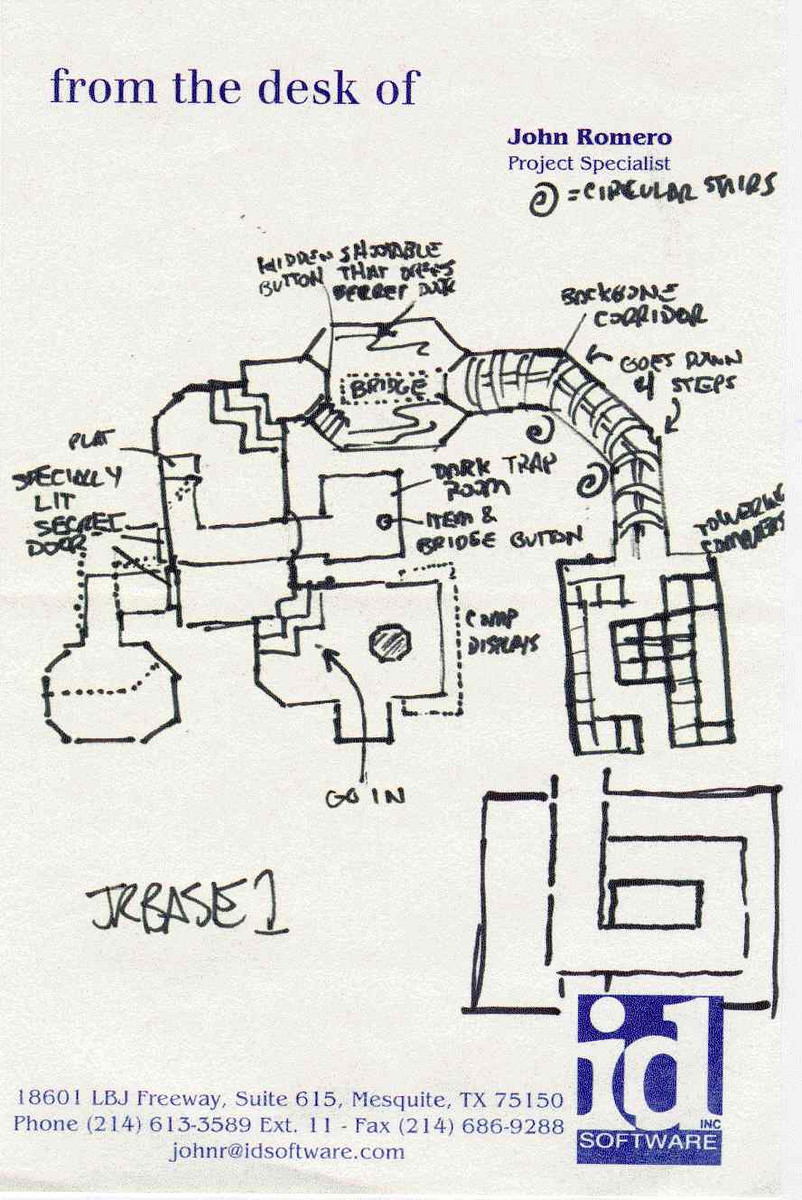 from the desk of
John Romero
Project Specialist
= CIRCULAR STAIRS
HIDDEN SHOOTABLE
BUTTON THAT OPENS
SECRET DOOR
BACKBONE
CORRIDOR
GOES DOWN
4 STEPS
BRIDGE
PLAT
SPECIALLY
LIT
SECRET
DOOR
DARK TRAP
ROOM
ITEM &
BRIDGE BUTTON
TOWERING
COMPUTERS
COMP
DISPLAYS
GO IN
JRBASE1
18601 LBJ Freeway, Suite 615, Mesquite, TX 75150
Phone (214) 613-3589 Ext. 11 - Fax (214) 686-9288
johnr@idsoftware.com
id
INC
SOFTWARE